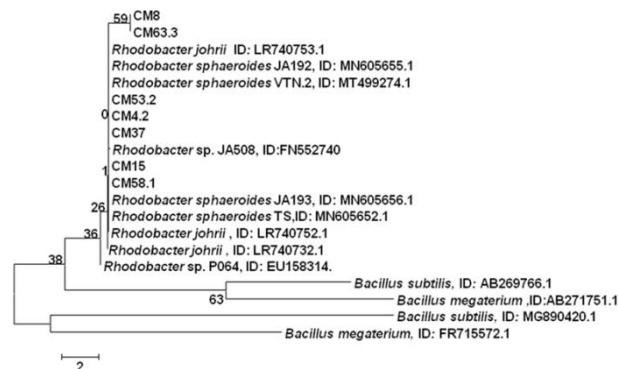 59
CM8
CM63.3
Rhodobacter johrii ID: LR740753.1
Rhodobacter sphaeroides JA192, ID: MN605655.1
Rhodobacter sphaeroides VTN.2, ID: MT499274.1
CM53.2
0
CM4.2
CM37
Rhodobacter sp. JA508, ID:FN552740
1
CM15
CM58.1
Rhodobacter sphaeroides JA193, ID: MN605656.1
26
Rhodobacter sphaeroides TS,ID: MN605652.1
36
Rhodobacter johrii , ID: LR740752.1
Rhodobacter johrii , ID: LR740732.1
38
Rhodobacter sp. P064, ID: EU158314.
Bacillus subtilis, ID: AB269766.1
63
Bacillus megaterium ,ID:AB271751.1
Bacillus subtilis, ID: MG890420.1
Bacillus megaterium, ID: FR715572.1
2